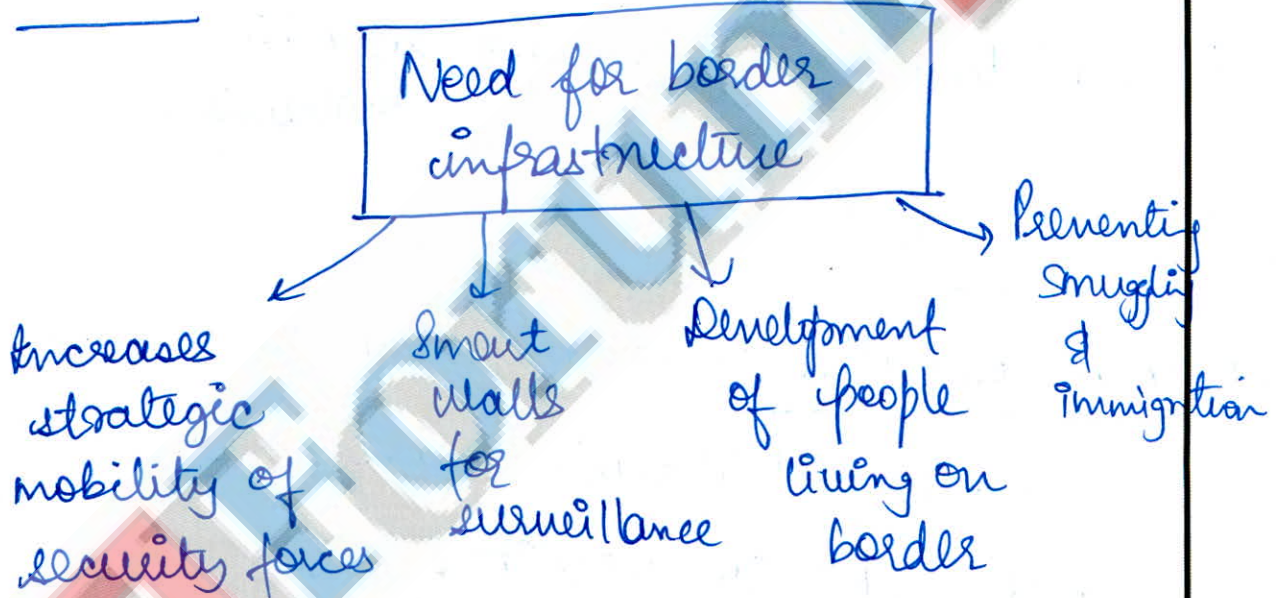 Need for border
infrastructure
Increases
strategic
mobility of
security forces
Smart
walls
for
surveillance
Development
of people
living on
border
Preventing
smuggling
&
immigration
Forum